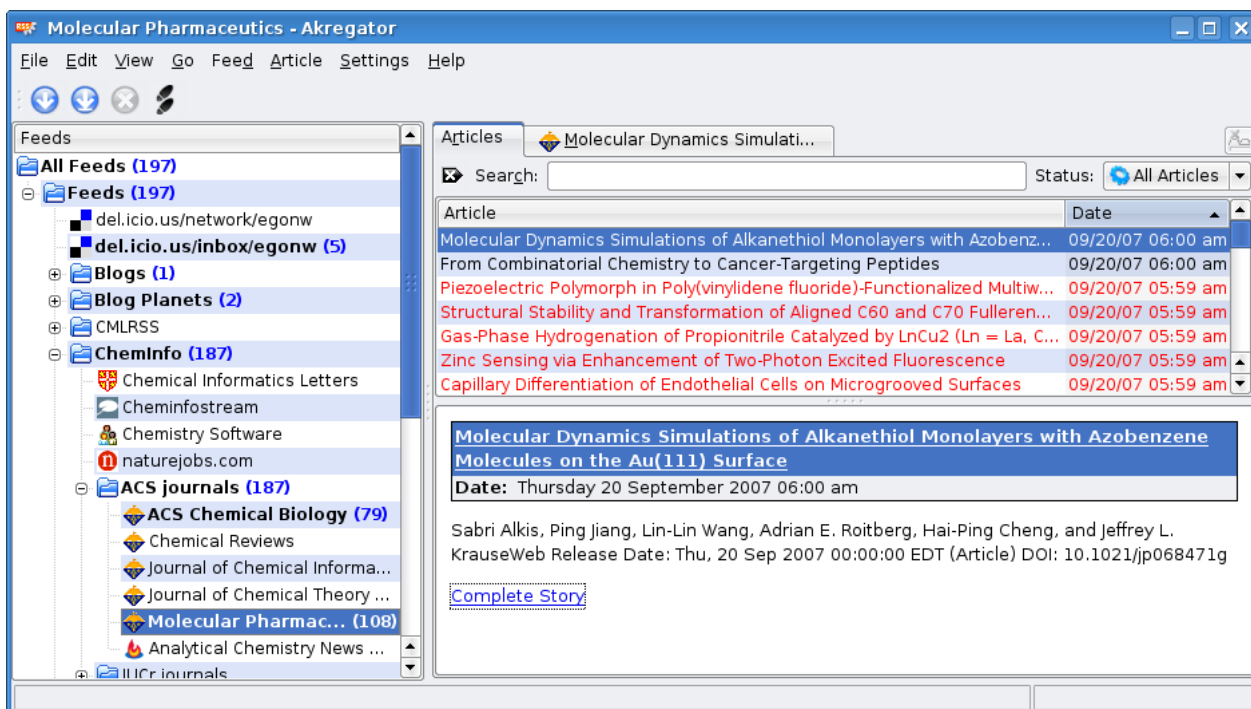 Molecular Pharmaceutics - Akregator
File Edit View Go Feed Article Settings Help
Feeds
All Feeds (197)
Feeds (197)
del.icio.us/network/egonw
del.icio.us/inbox/egonw (5)
Blogs (1)
Blog Planets (2)
CMLRSS
ChemInfo (187)
Chemical Informatics Letters
Cheminfostream
Chemistry Software
naturejobs.com
ACS journals (187)
ACS Chemical Biology (79)
Chemical Reviews
Journal of Chemical Informa...
Journal of Chemical Theory ...
Molecular Pharmac... (108)
Analytical Chemistry News ...
IUCr journals
Articles Molecular Dynamics Simulati...
Search: Status: All Articles
Article Date
Molecular Dynamics Simulations of Alkanethiol Monolayers with Azobenz... 09/20/07 06:00 am
From Combinatorial Chemistry to Cancer-Targeting Peptides 09/20/07 06:00 am
Piezoelectric Polymorph in Poly(vinylidene fluoride)-Functionalized Multiw... 09/20/07 05:59 am
Structural Stability and Transformation of Aligned C60 and C70 Fulleren... 09/20/07 05:59 am
Gas-Phase Hydrogenation of Propionitrile Catalyzed by LnCu2 (Ln = La, C... 09/20/07 05:59 am
Zinc Sensing via Enhancement of Two-Photon Excited Fluorescence 09/20/07 05:59 am
Capillary Differentiation of Endothelial Cells on Microgrooved Surfaces 09/20/07 05:59 am
Molecular Dynamics Simulations of Alkanethiol Monolayers with Azobenzene
Molecules on the Au(111) Surface
Date: Thursday 20 September 2007 06:00 am
Sabri Alkis, Ping Jiang, Lin-Lin Wang, Adrian E. Roitberg, Hai-Ping Cheng, and Jeffrey L.
KrauseWeb Release Date: Thu, 20 Sep 2007 00:00:00 EDT (Article) DOI: 10.1021/jp068471g
Complete Story